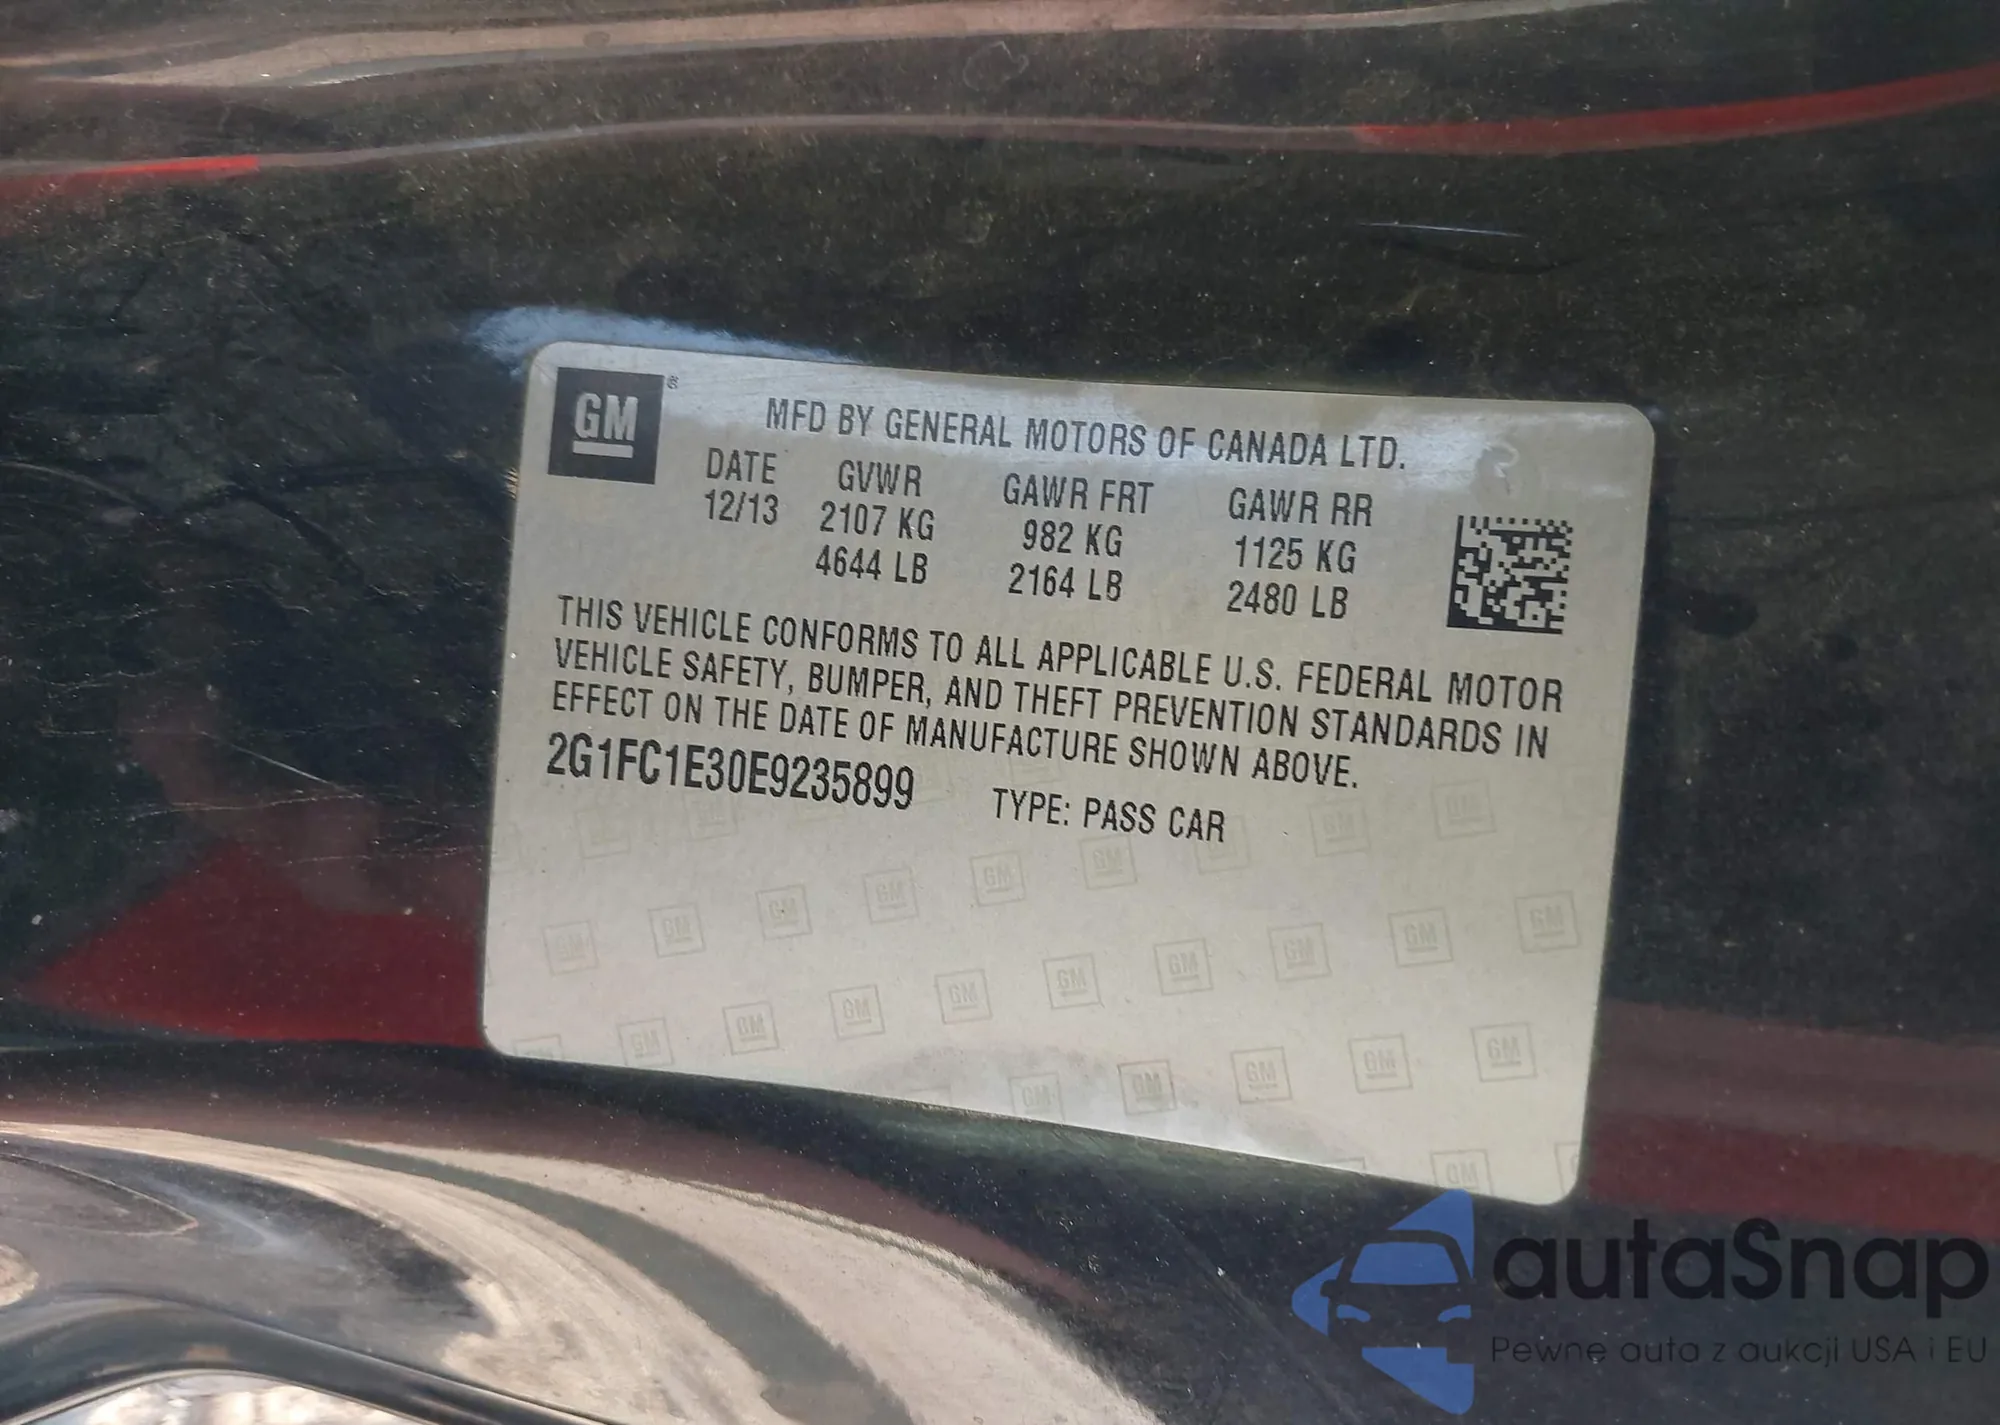 GM®
MFD BY GENERAL MOTORS OF CANADA LTD.
DATE GVWR GAWR FRT GAWR RR
12/13 2107 KG 982 KG 1125 KG
4644 LB 2164 LB 2480 LB
THIS VEHICLE CONFORMS TO ALL APPLICABLE U.S. FEDERAL MOTOR
VEHICLE SAFETY, BUMPER, AND THEFT PREVENTION STANDARDS IN
EFFECT ON THE DATE OF MANUFACTURE SHOWN ABOVE.
2G1FC1E30E9235899 TYPE: PASS CAR
autaSnap
Pewne auta z aukcji USA i EU